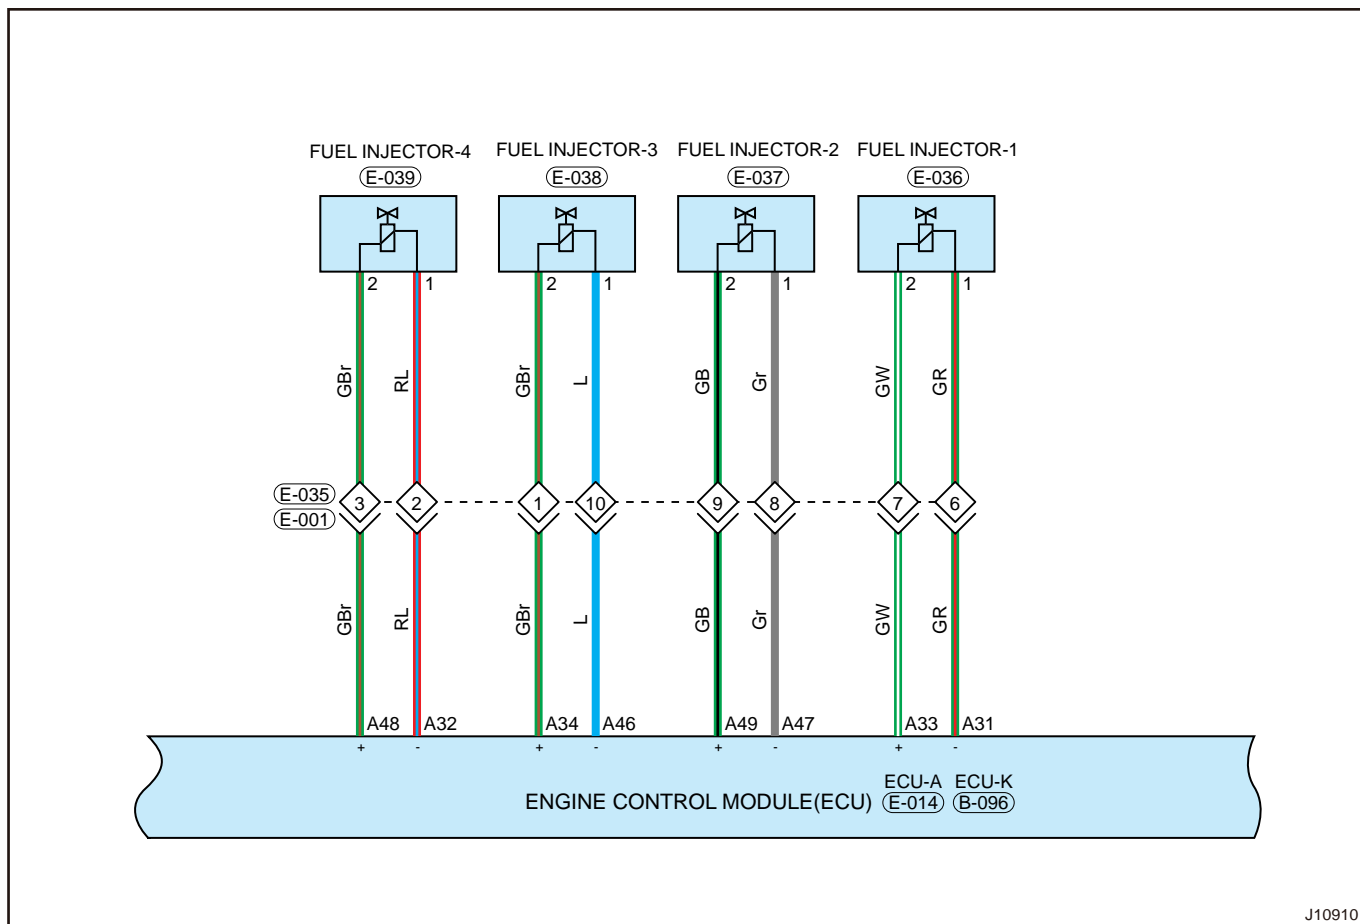 FUEL INJECTOR-4 FUEL INJECTOR-3 FUEL INJECTOR-2 FUEL INJECTOR-1
E-039 E-038 E-037 E-036
2 1 2 1 2 1 2 1
GBr RL GBr L GB Gr GW GR
E-035
3 2 1 10 9 8 7 6
E-001
GBr RL GBr L GB Gr GW GR
A48 A32 A34 A46 A49 A47 A33 A31
+ - + - + - + -
ECU-A ECU-K
ENGINE CONTROL MODULE(ECU) E-014 B-096
J10910